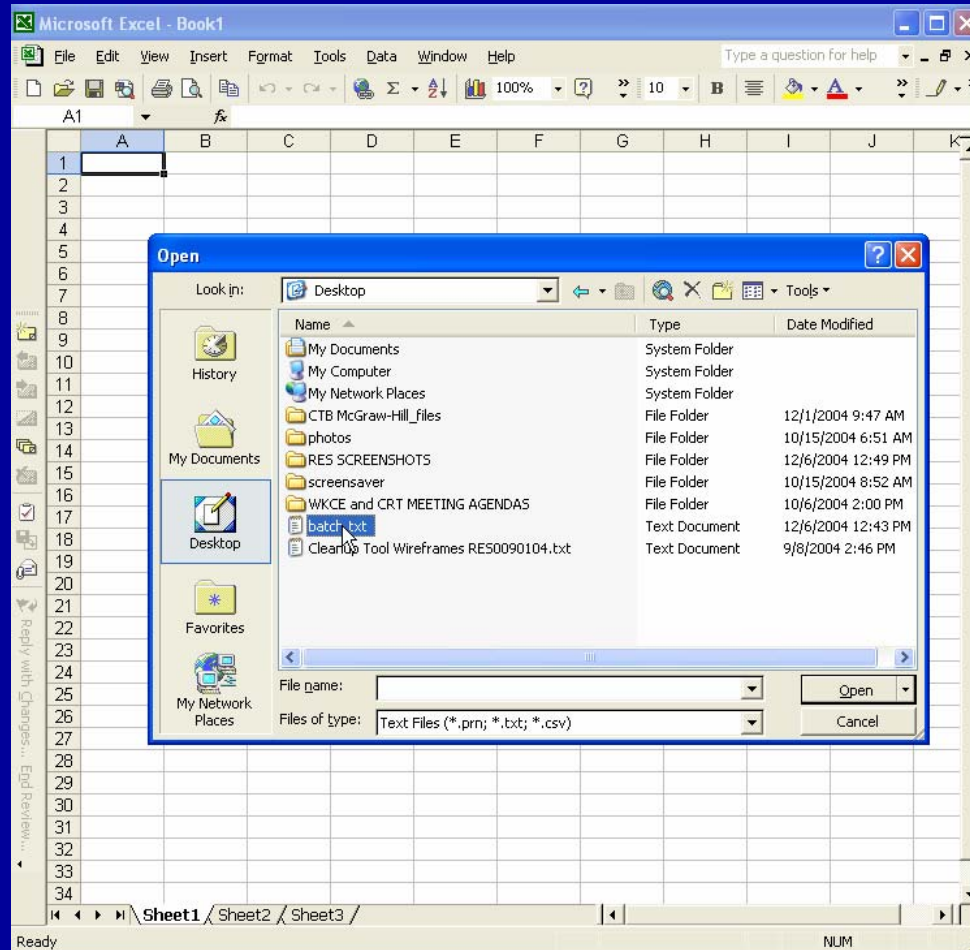 Microsoft Excel - Book1
File Edit View Insert Format Tools Data Window Help Type a question for help
100% 10 B A
A1 fx
A B C D E F G H I J K
1
2
3
4
5
6
7
8
9
10
11
12
13
14
15
16
17
18
19
20
21
22
23
24
25
26
27
28
29
30
31
32
33
34
Open
Look in: Desktop Tools
Name Type Date Modified
My Documents System Folder
My Computer System Folder
My Network Places System Folder
CTB McGraw-Hill_files File Folder 12/1/2004 9:47 AM
photos File Folder 10/15/2004 6:51 AM
RES SCREENSHOTS File Folder 12/6/2004 12:49 PM
screensaver File Folder 10/15/2004 8:52 AM
WKCE and CRT MEETING AGENDAS File Folder 10/6/2004 2:00 PM
batch.txt Text Document 12/6/2004 12:43 PM
CleanUp Tool Wireframes RES0090104.txt Text Document 9/8/2004 2:46 PM
History
My Documents
Desktop
Favorites
My Network
Places
File name: Open
Files of type: Text Files (*.prn; *.txt; *.csv) Cancel
Reply with Changes... End Review...
Sheet1 Sheet2 Sheet3
Ready NUM